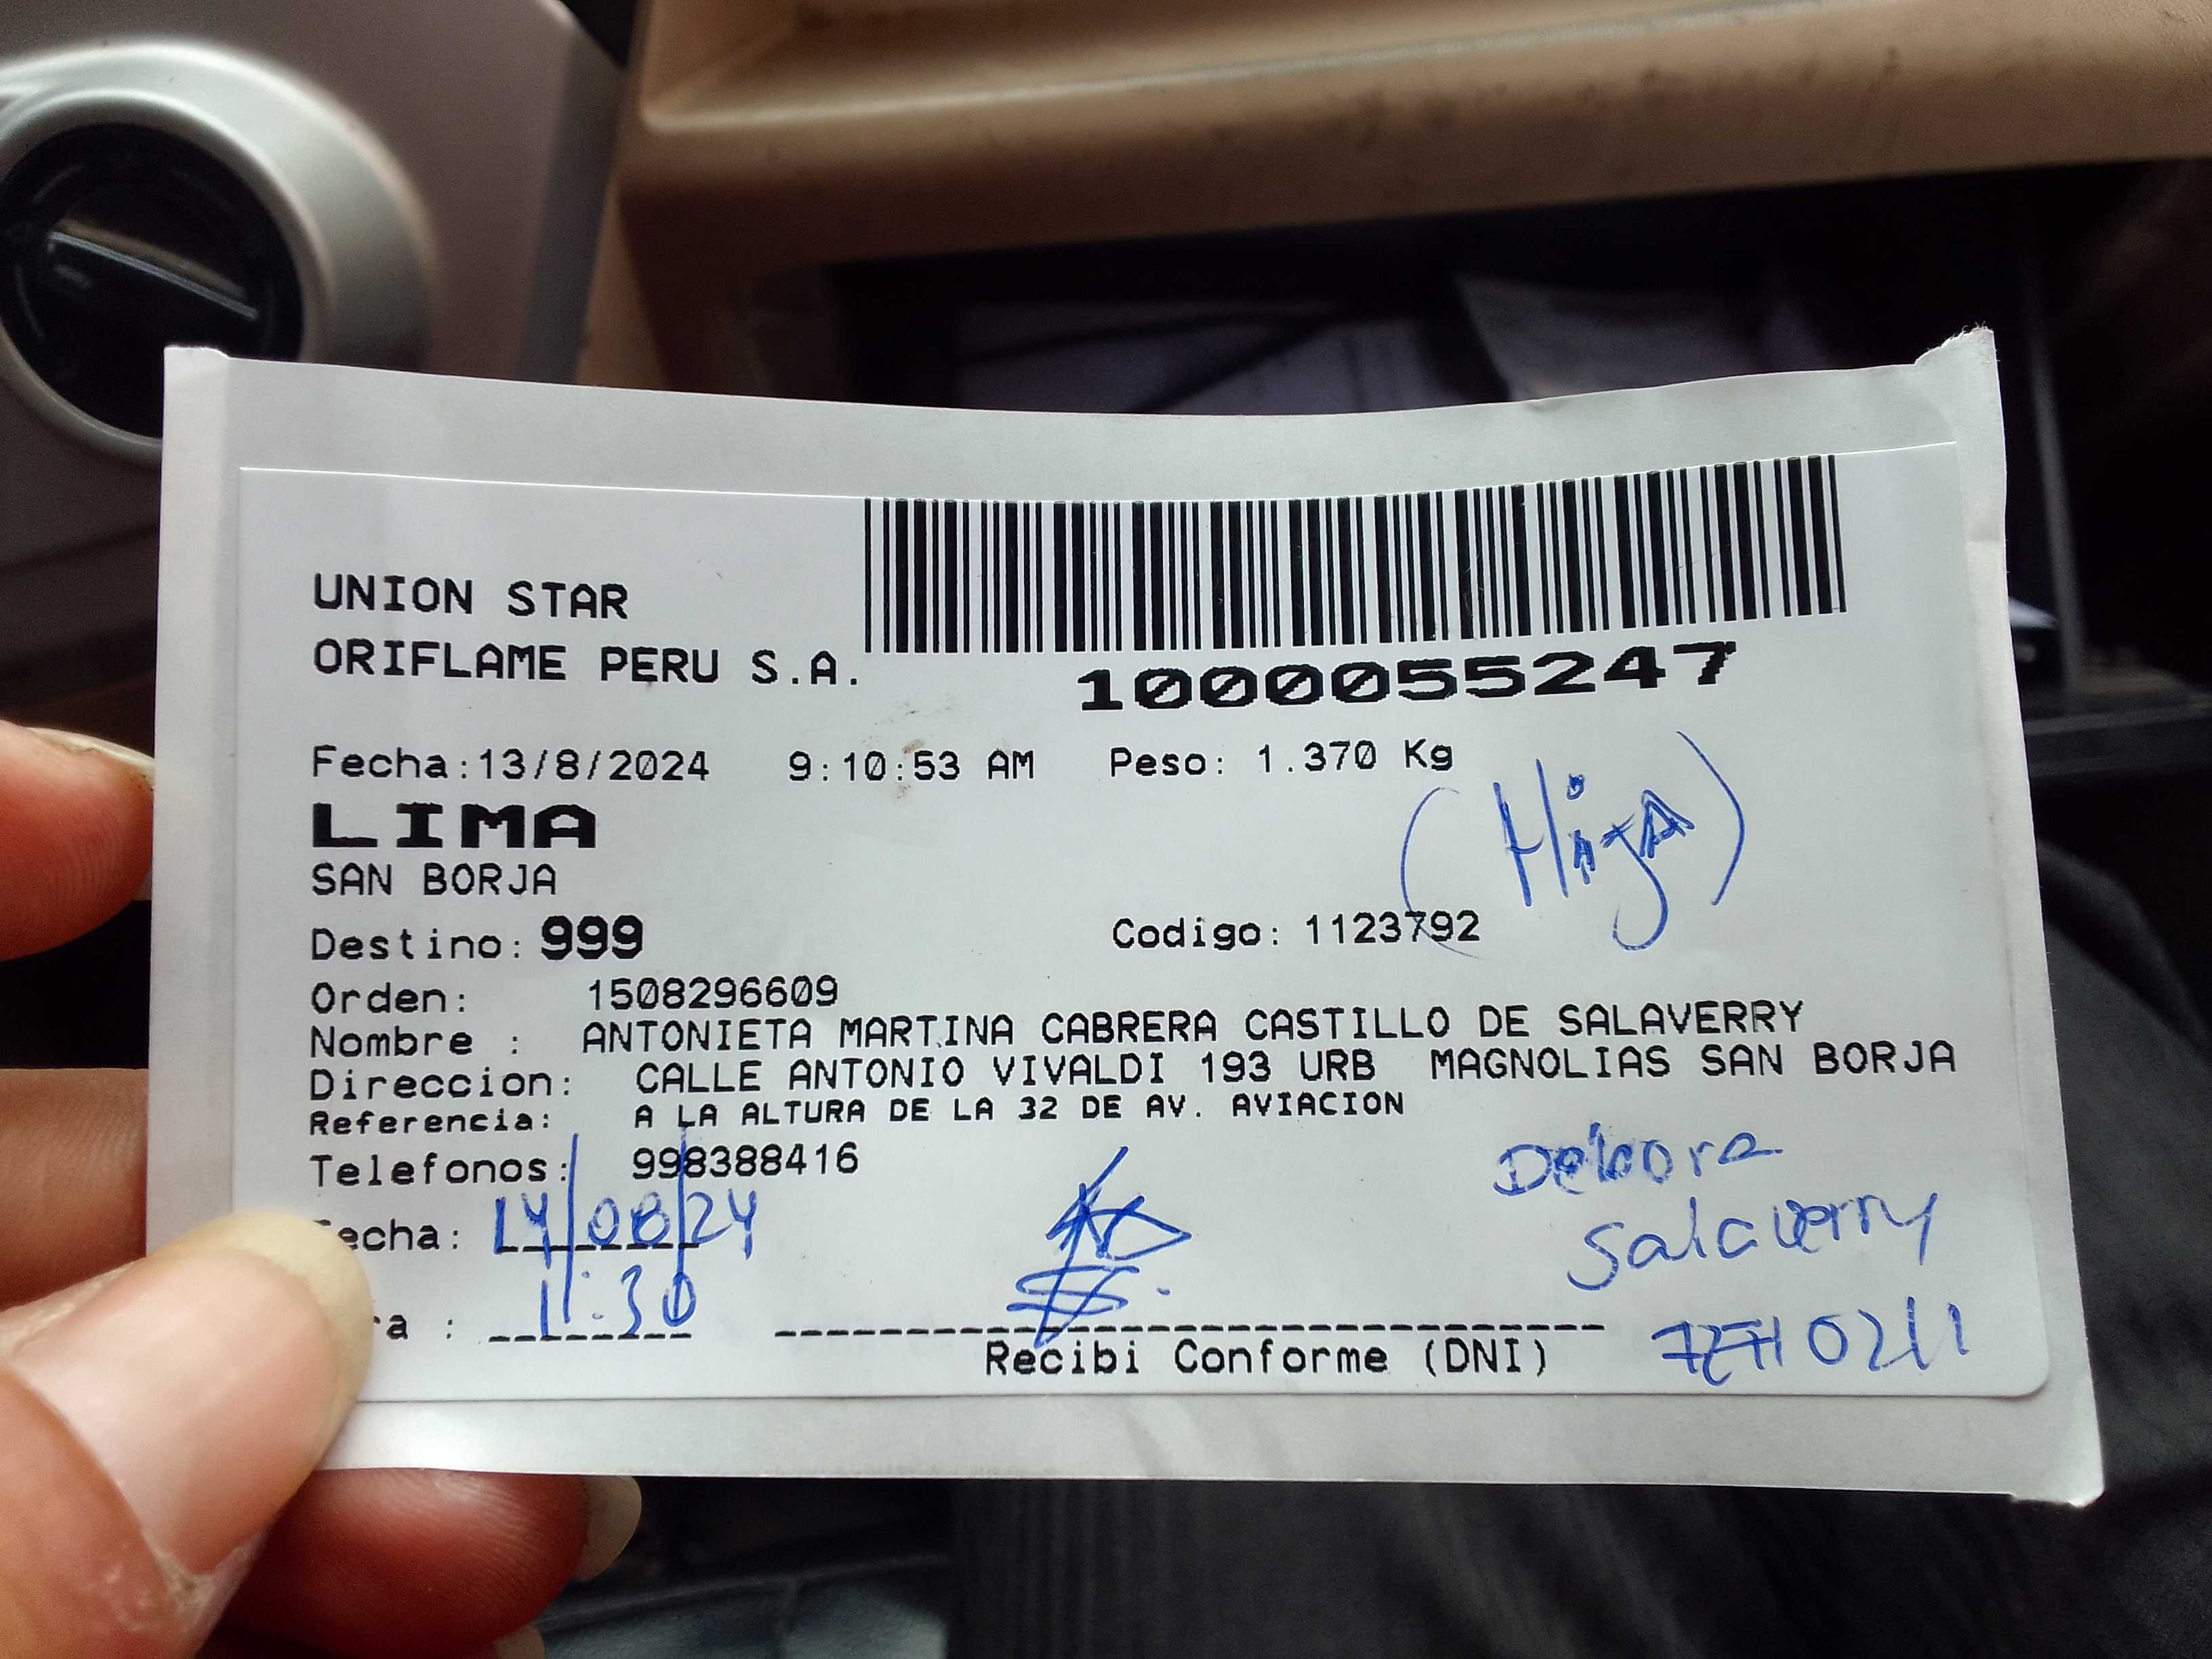 UNION STAR
ORIFLAME PERU S.A.
1000055247
Fecha:13/8/2024 9:10:53 AM Peso: 1.370 Kg
LIMA
(Hija)
SAN BORJA
Destino: 999 Codigo: 1123792
Orden: 1508296609
Nombre : ANTONIETA MARTINA CABRERA CASTILLO DE SALAVERRY
Direccion: CALLE ANTONIO VIVALDI 193 URB MAGNOLIAS SAN BORJA
Referencia: A LA ALTURA DE LA 32 DE AV. AVIACION
Telefonos: 998388416
Debora
Salaverry
echa: 14/08/24
ra : 11:30
Recibi Conforme (DNI)